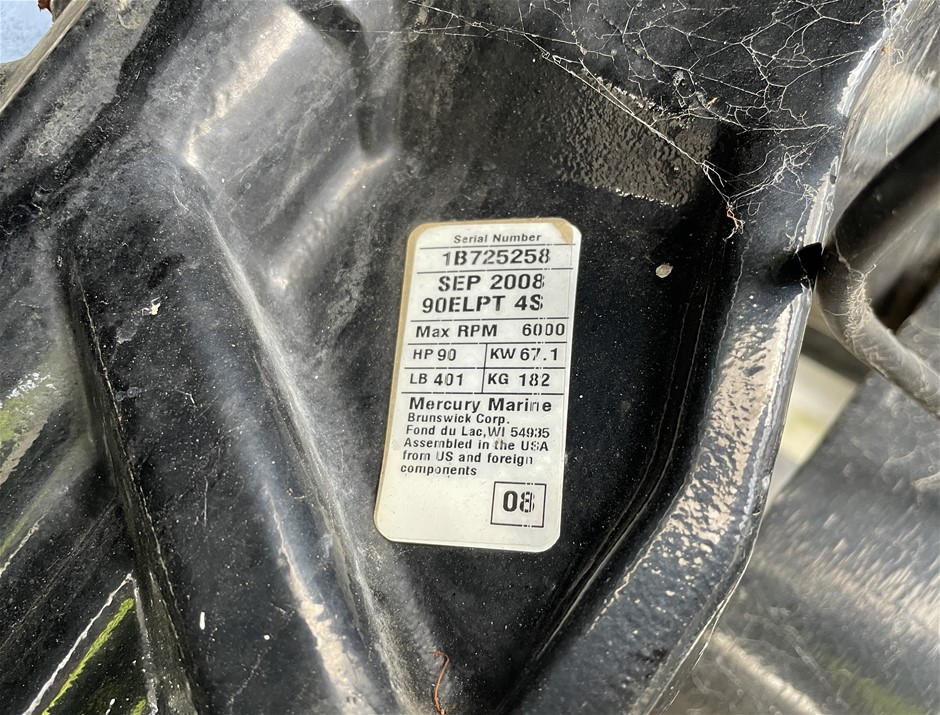 Serial Number
1B725258
SEP 2008
90ELPT 4S
Max RPM 6000
HP 90 KW 67.1
LB 401 KG 182
Mercury Marine
Brunswick Corp.
Fond du Lac,WI 54935
Assembled in the USA
from US and foreign
components
08